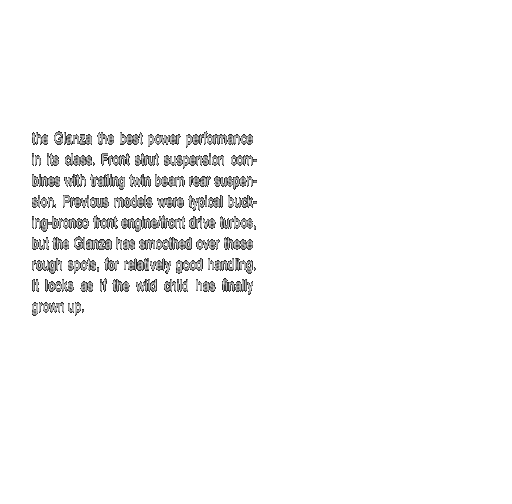 the Glanza the best power performance
in its class. Front strut suspension com-
bines with trailing twin beam rear suspen-
sion. Previous models were typical buck-
ing-bronco front engine/front drive turbos,
but the Glanza has smoothed over these
rough spots, for relatively good handling.
It looks as if the wild child has finally
grown up.